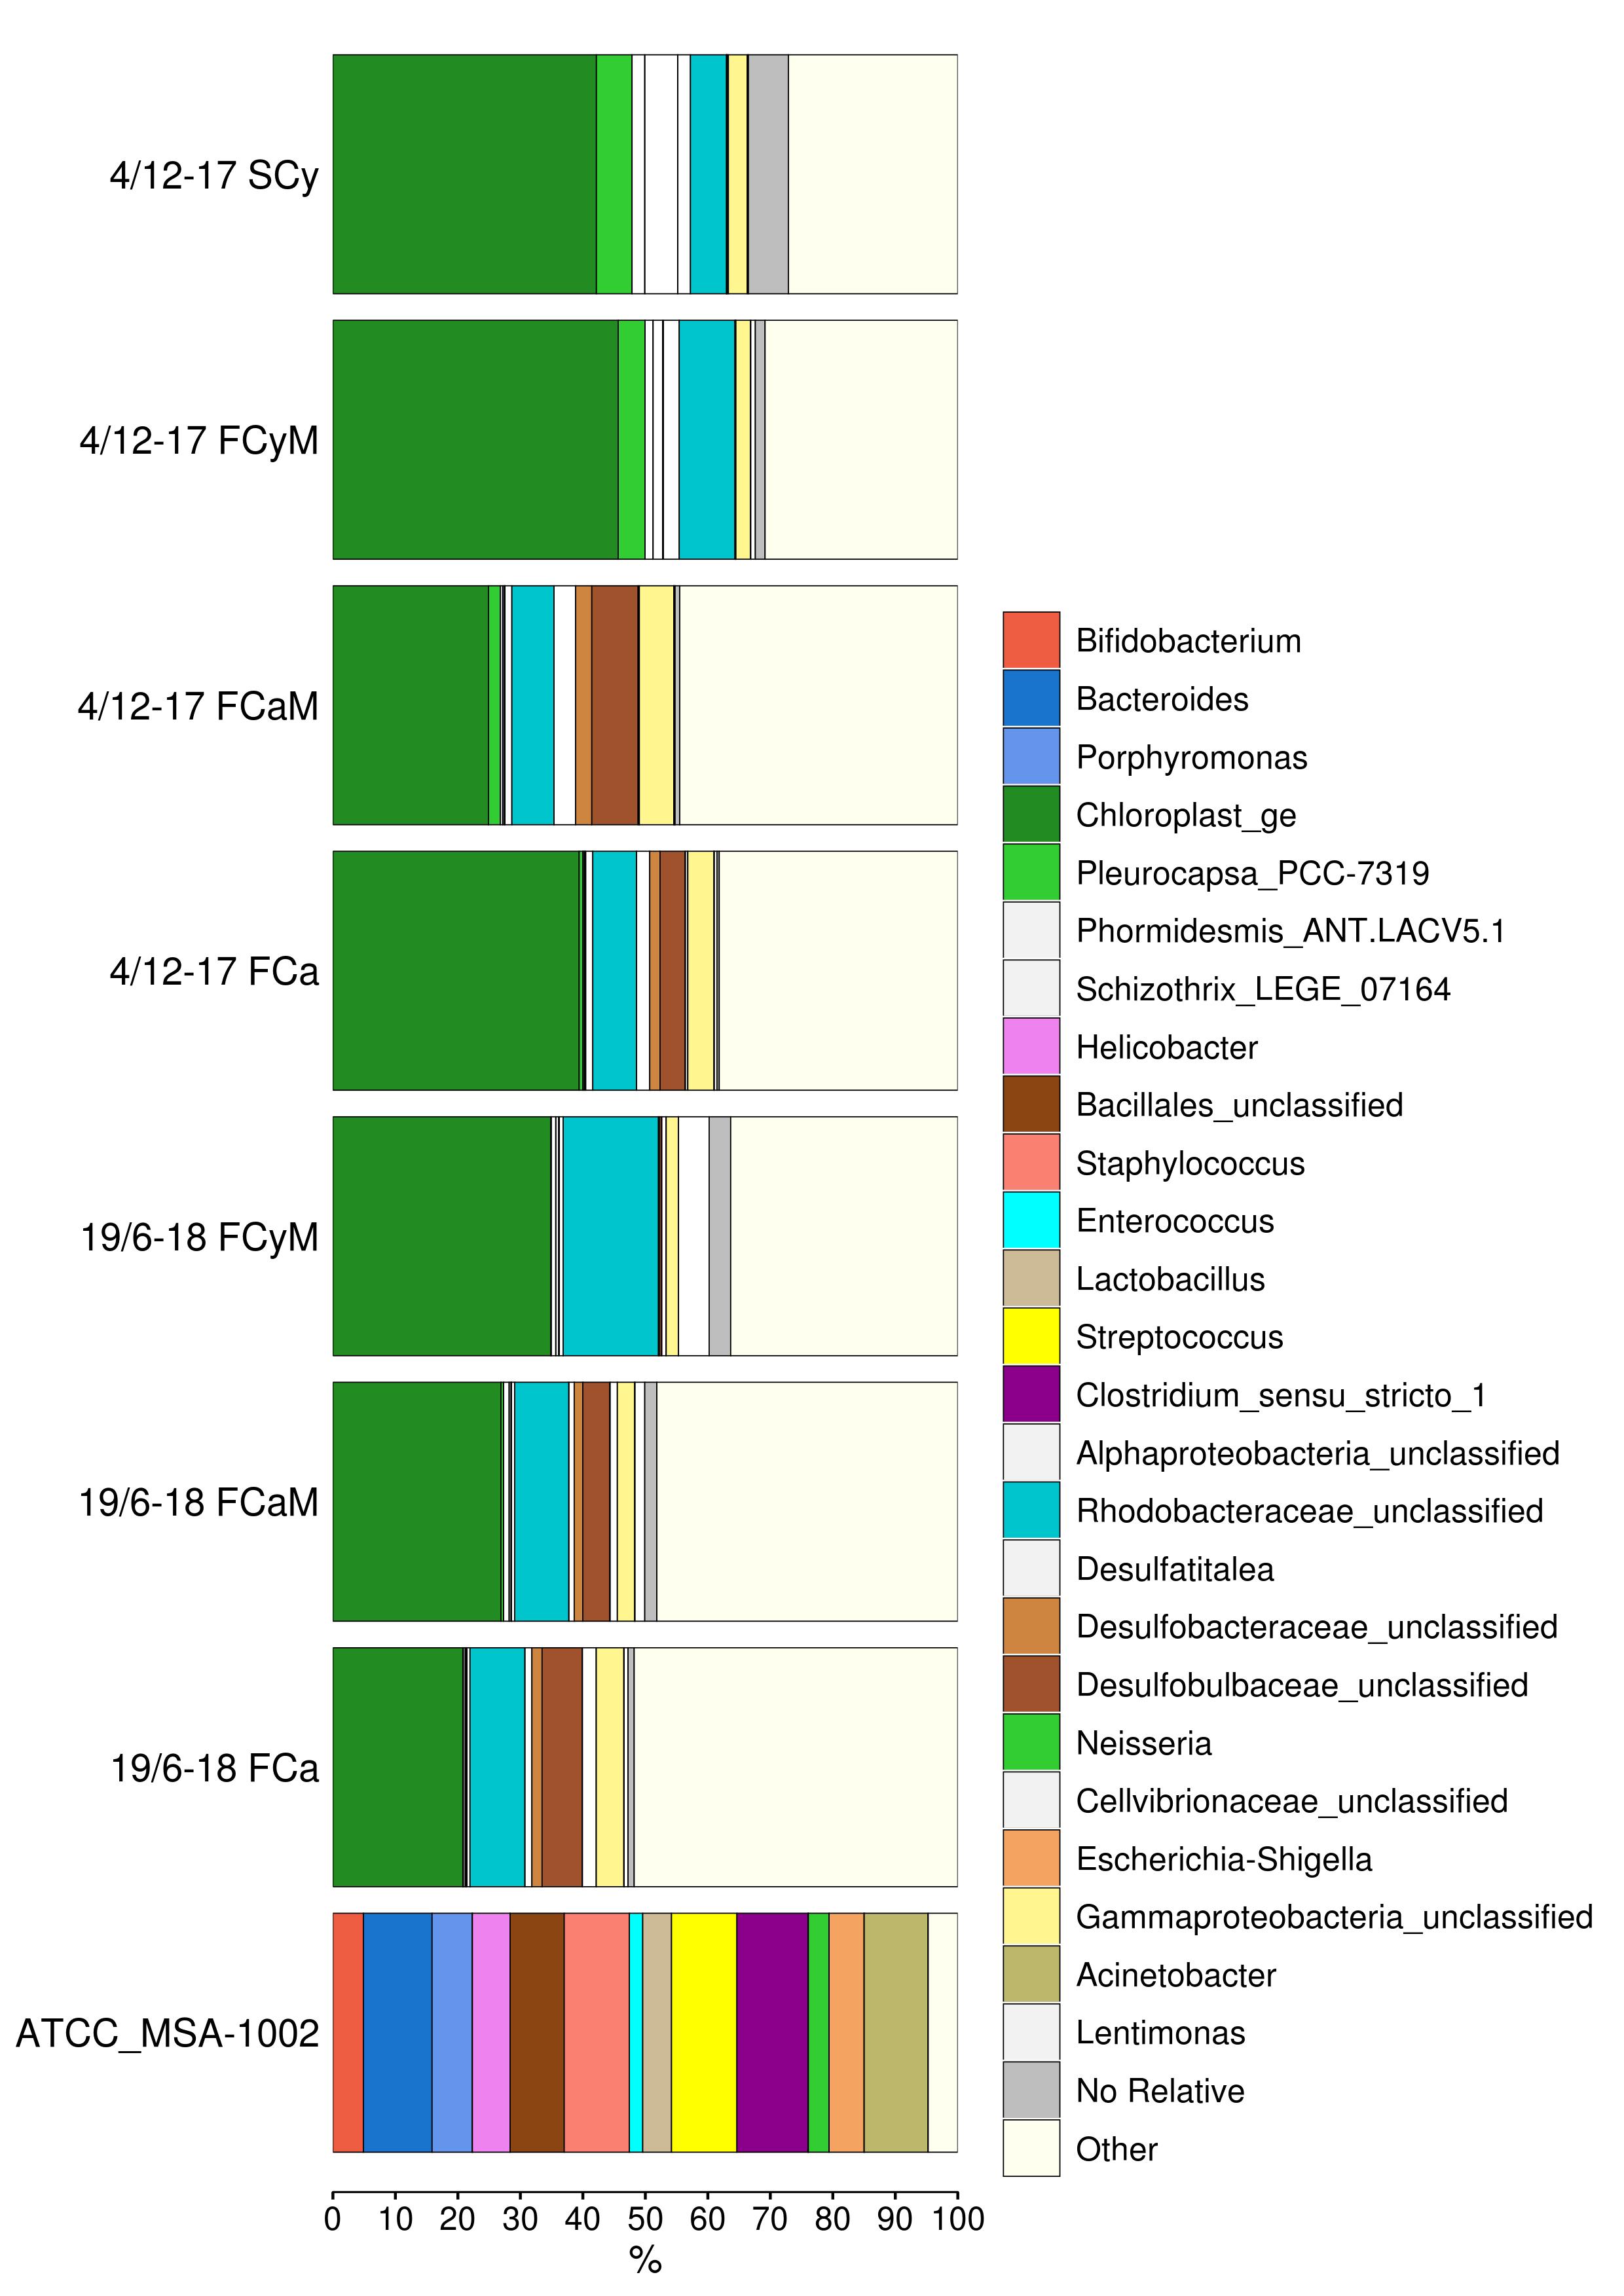 4/12-17 SCy
4/12-17 FCyM
4/12-17 FCaM
4/12-17 FCa
19/6-18 FCyM
19/6-18 FCaM
19/6-18 FCa
ATCC_MSA-1002
0 10 20 30 40 50 60 70 80 90 100
%
Bifidobacterium
Bacteroides
Porphyromonas
Chloroplast_ge
Pleurocapsa_PCC-7319
Phormidesmis_ANT.LACV5.1
Schizothrix_LEGE_07164
Helicobacter
Bacillales_unclassified
Staphylococcus
Enterococcus
Lactobacillus
Streptococcus
Clostridium_sensu_stricto_1
Alphaproteobacteria_unclassified
Rhodobacteraceae_unclassified
Desulfatitalea
Desulfobacteraceae_unclassified
Desulfobulbaceae_unclassified
Neisseria
Cellvibrionaceae_unclassified
Escherichia-Shigella
Gammaproteobacteria_unclassified
Acinetobacter
Lentimonas
No Relative
Other